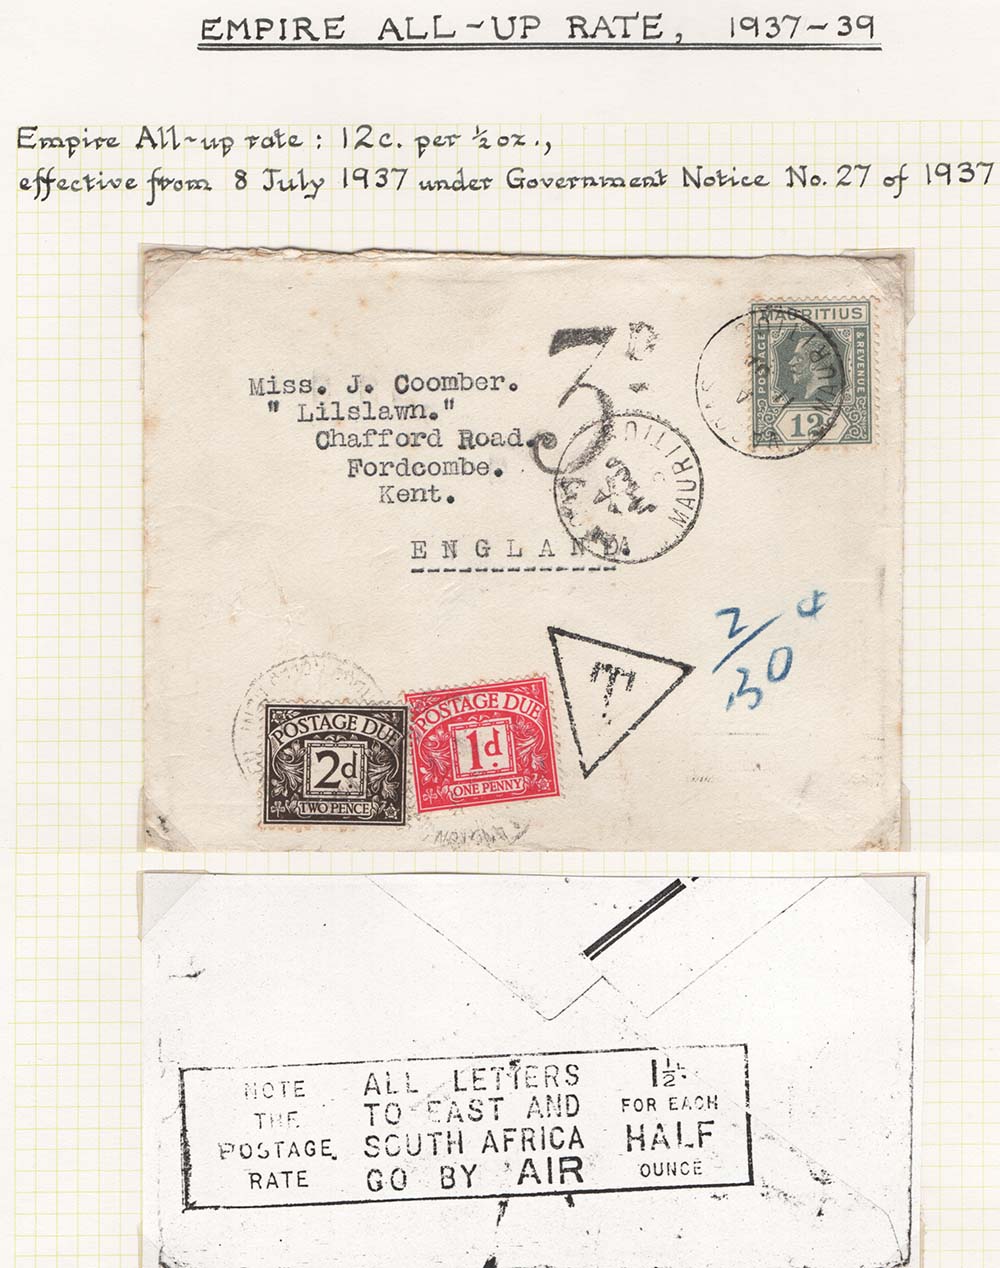 EMPIRE ALL-UP RATE, 1937-39
Empire All-up rate: 12c. per ½ oz.,
effective from 8 July 1937 under Government Notice No. 27 of 1937
MAURITIUS
POSTAGE
& REVENUE
12
3D
Miss. J. Coomber.
" Lilslawn."
Chafford Road.
Fordcombe.
Kent.
ENGLAND.
MAURITIUS
2/30
POSTAGE DUE
2d
TWO PENCE
POSTAGE DUE
1d
ONE PENNY
NOTE
THE
POSTAGE
RATE
ALL LETTERS
TO EAST AND
SOUTH AFRICA
GO BY AIR
1½d.
FOR EACH
HALF
OUNCE